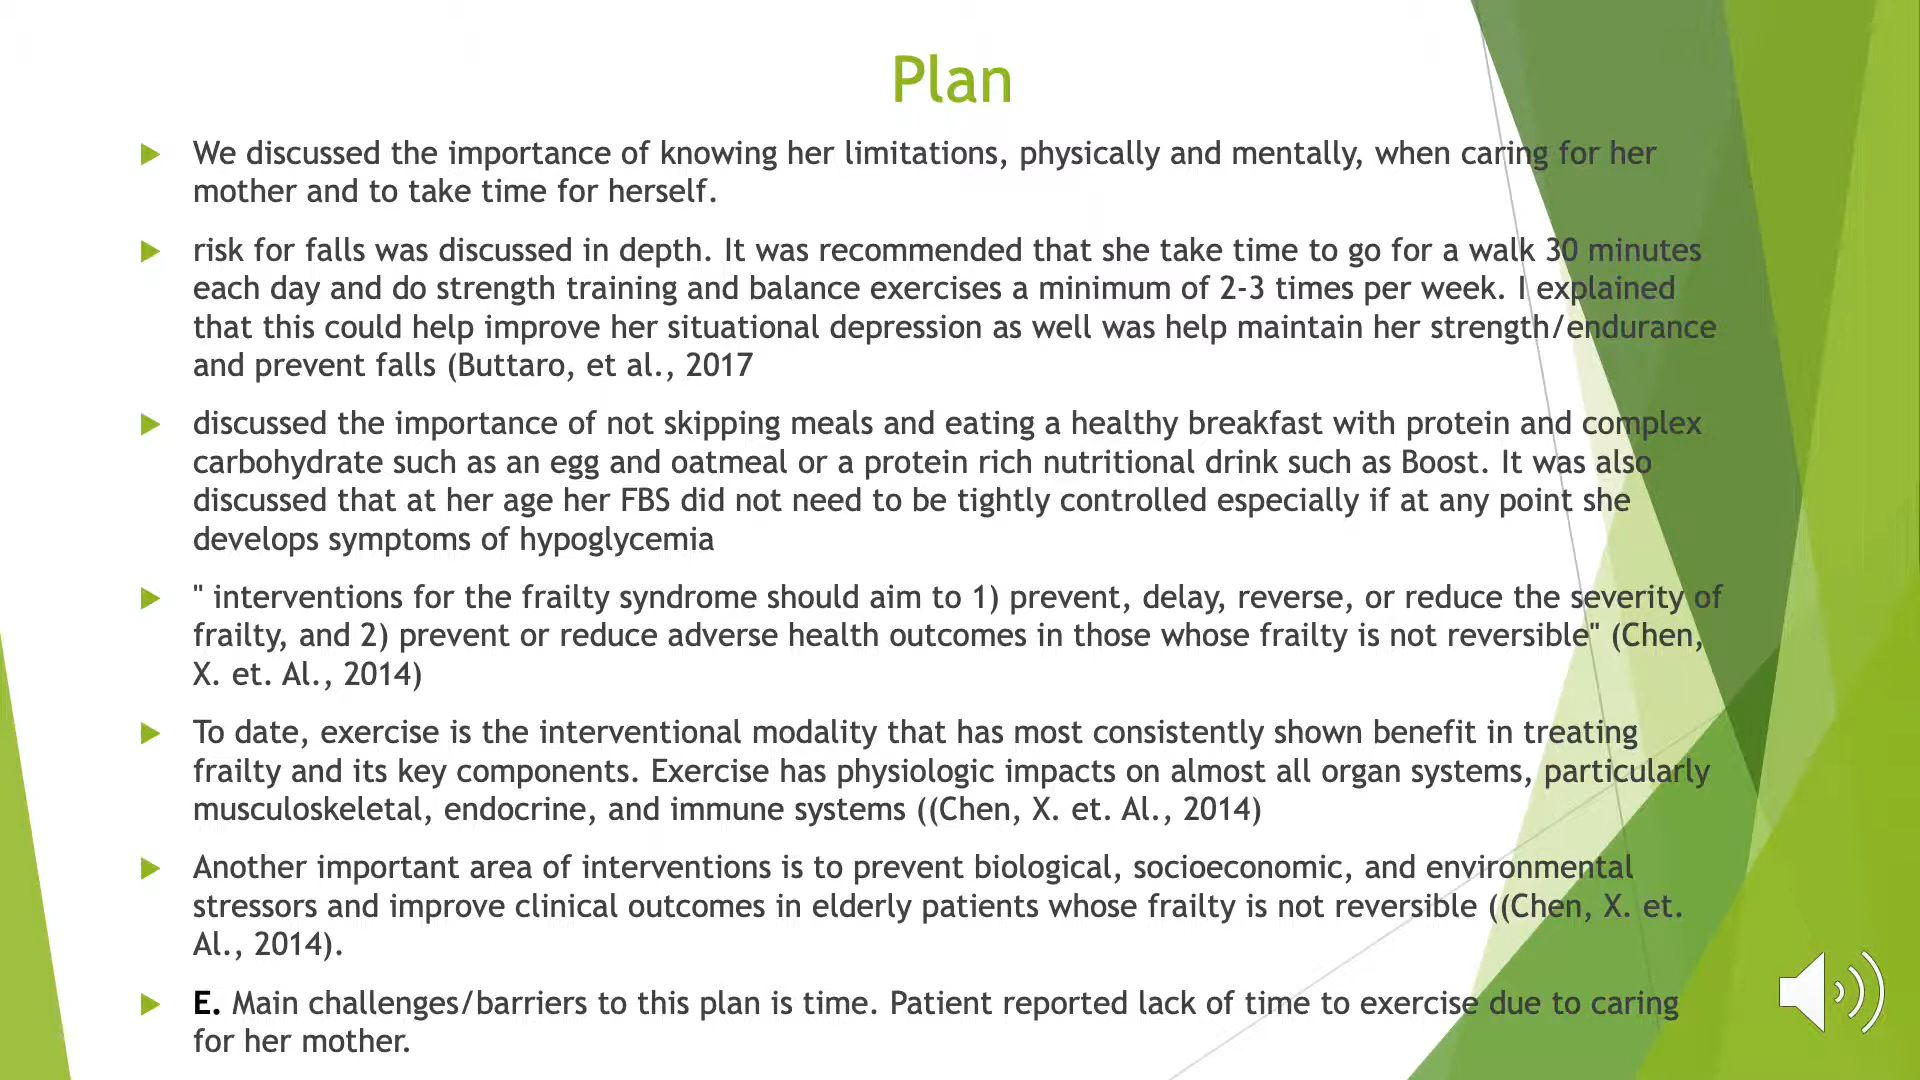 Plan
We discussed the importance of knowing her limitations, physically and mentally, when caring for her
mother and to take time for herself.
risk for falls was discussed in depth. It was recommended that she take time to go for a walk 30 minutes
each day and do strength training and balance exercises a minimum of 2-3 times per week. I explained
that this could help improve her situational depression as well was help maintain her strength/endurance
and prevent falls (Buttaro, et al., 2017
discussed the importance of not skipping meals and eating a healthy breakfast with protein and complex
carbohydrate such as an egg and oatmeal or a protein rich nutritional drink such as Boost. It was also
discussed that at her age her FBS did not need to be tightly controlled especially if at any point she
develops symptoms of hypoglycemia
" interventions for the frailty syndrome should aim to 1) prevent, delay, reverse, or reduce the severity of
frailty, and 2) prevent or reduce adverse health outcomes in those whose frailty is not reversible" (Chen,
X. et. Al., 2014)
To date, exercise is the interventional modality that has most consistently shown benefit in treating
frailty and its key components. Exercise has physiologic impacts on almost all organ systems, particularly
musculoskeletal, endocrine, and immune systems ((Chen, X. et. Al., 2014)
Another important area of interventions is to prevent biological, socioeconomic, and environmental
stressors and improve clinical outcomes in elderly patients whose frailty is not reversible ((Chen, X. et.
Al., 2014).
E. Main challenges/barriers to this plan is time. Patient reported lack of time to exercise due to caring
for her mother.